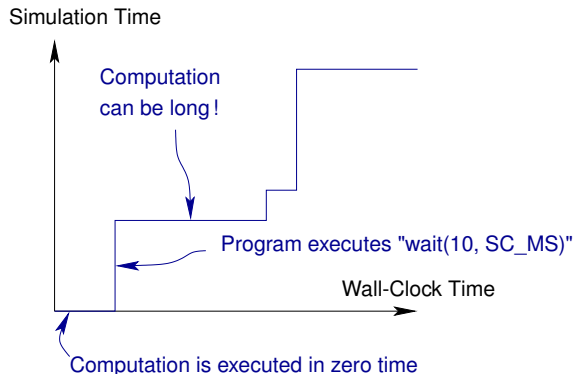 Simulation Time
Computation
can be long !
Program executes "wait(10, SC_MS)"
Wall-Clock Time
Computation is executed in zero time